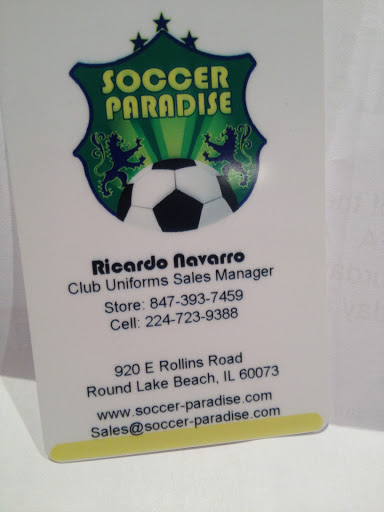 SOCCER
PARADISE
Ricardo Navarro
Club Uniforms Sales Manager
Store: 847-393-7459
Cell: 224-723-9388
920 E Rollins Road
Round Lake Beach, IL 60073
www.soccer-paradise.com
Sales@soccer-paradise.com